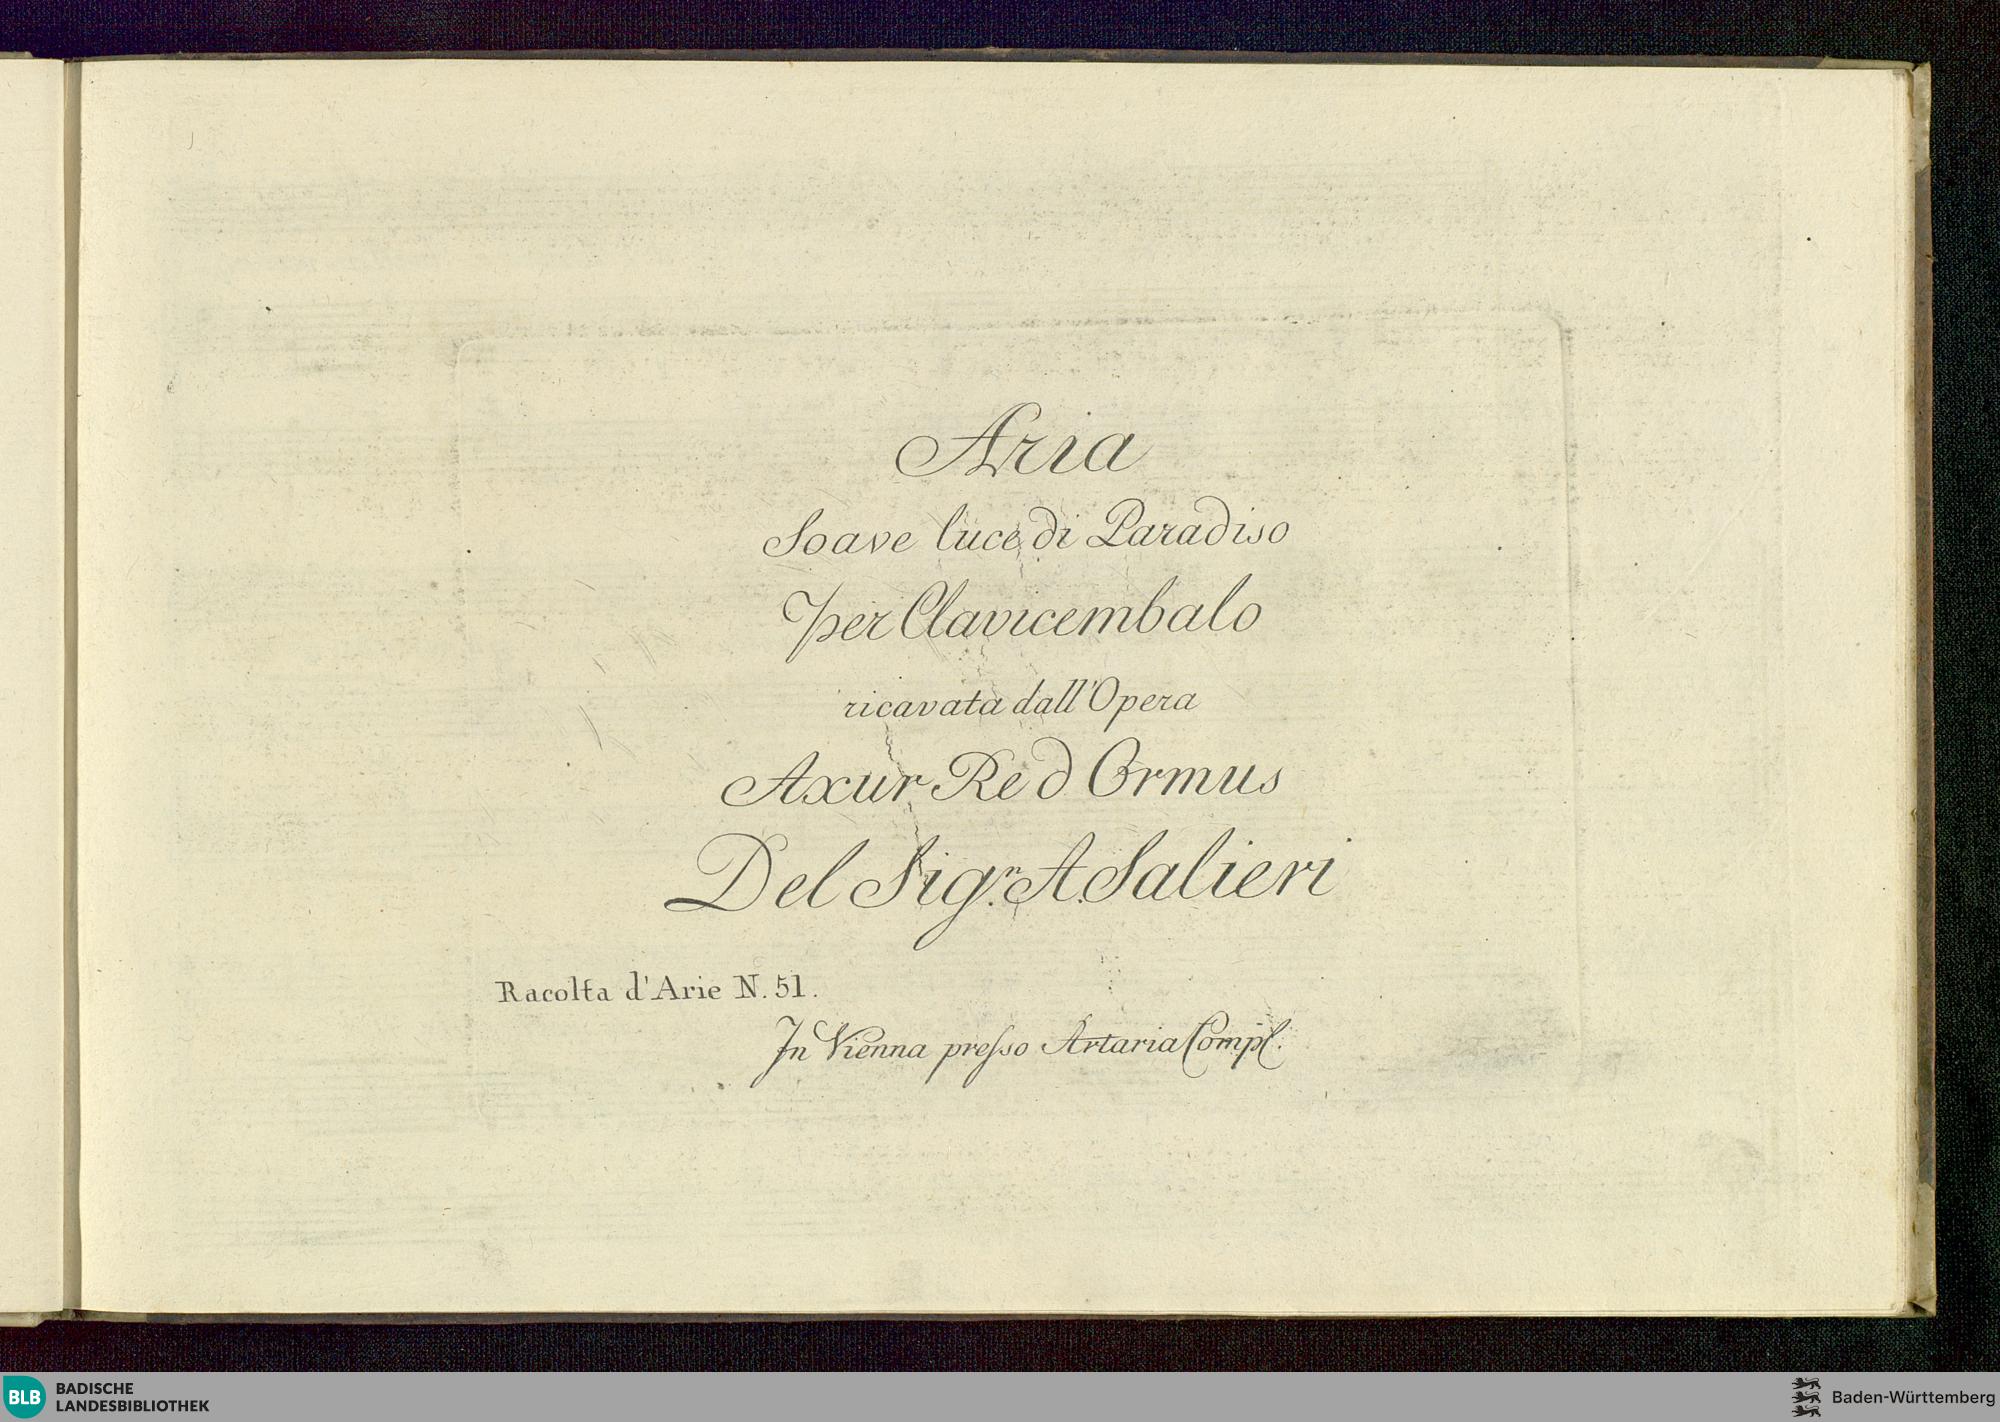 Aria
Soave luce di Paradiso
per Clavicembalo
ricavata dall'Opera
Axur Re d Ormus
Del Sig.r A. Salieri
Racolta d'Arie N. 51.
In Vienna preſso Artaria Comp.
BLB
BADISCHE
LANDESBIBLIOTHEK
Baden-Württemberg